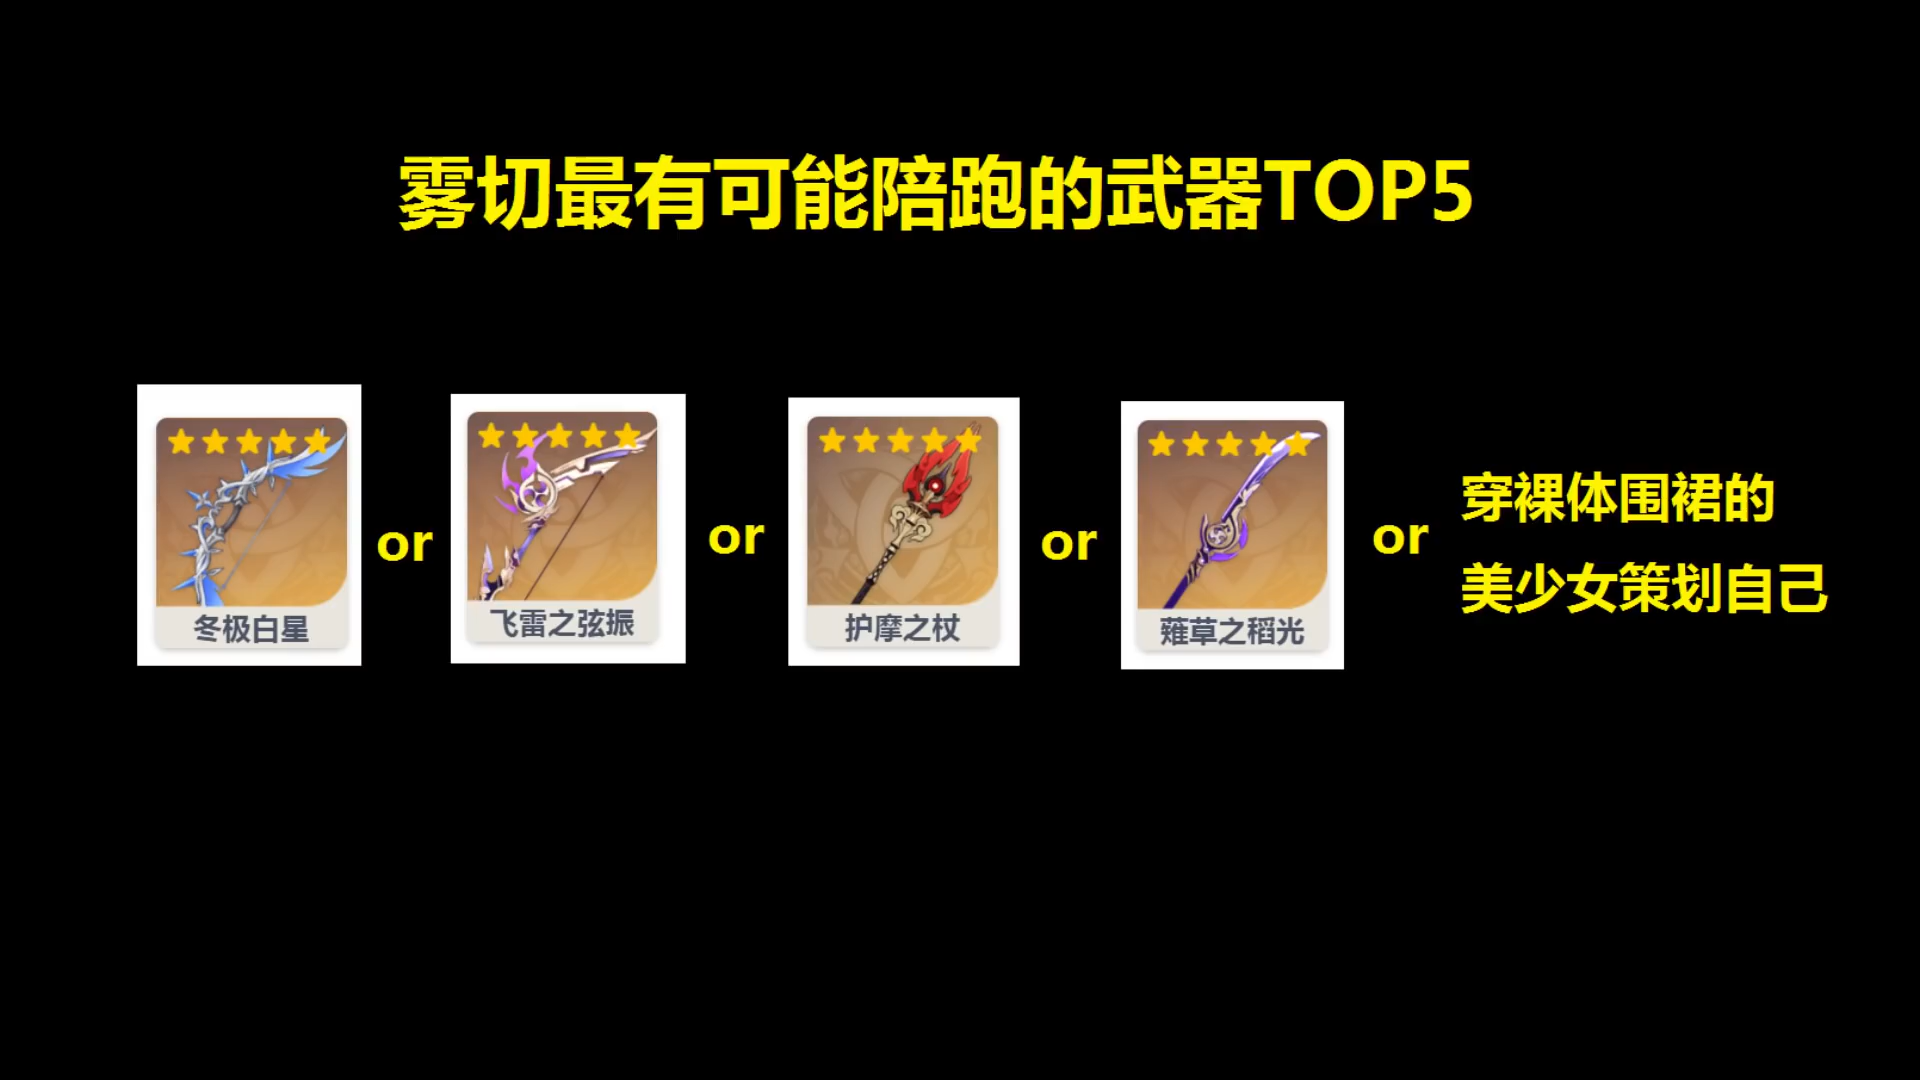 雾切最有可能陪跑的武器TOP5
冬极白星
or
飞雷之弦振
or
护摩之杖
or
薙草之稻光
or
穿裸体围裙的
美少女策划自己